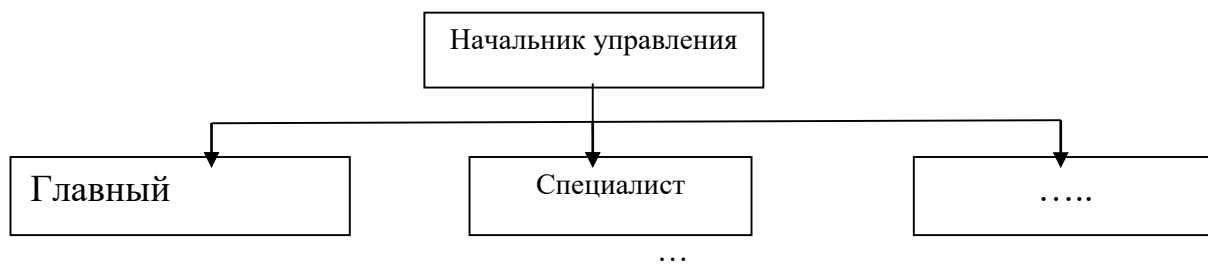 Начальник управления
Главный
Специалист
…..
…